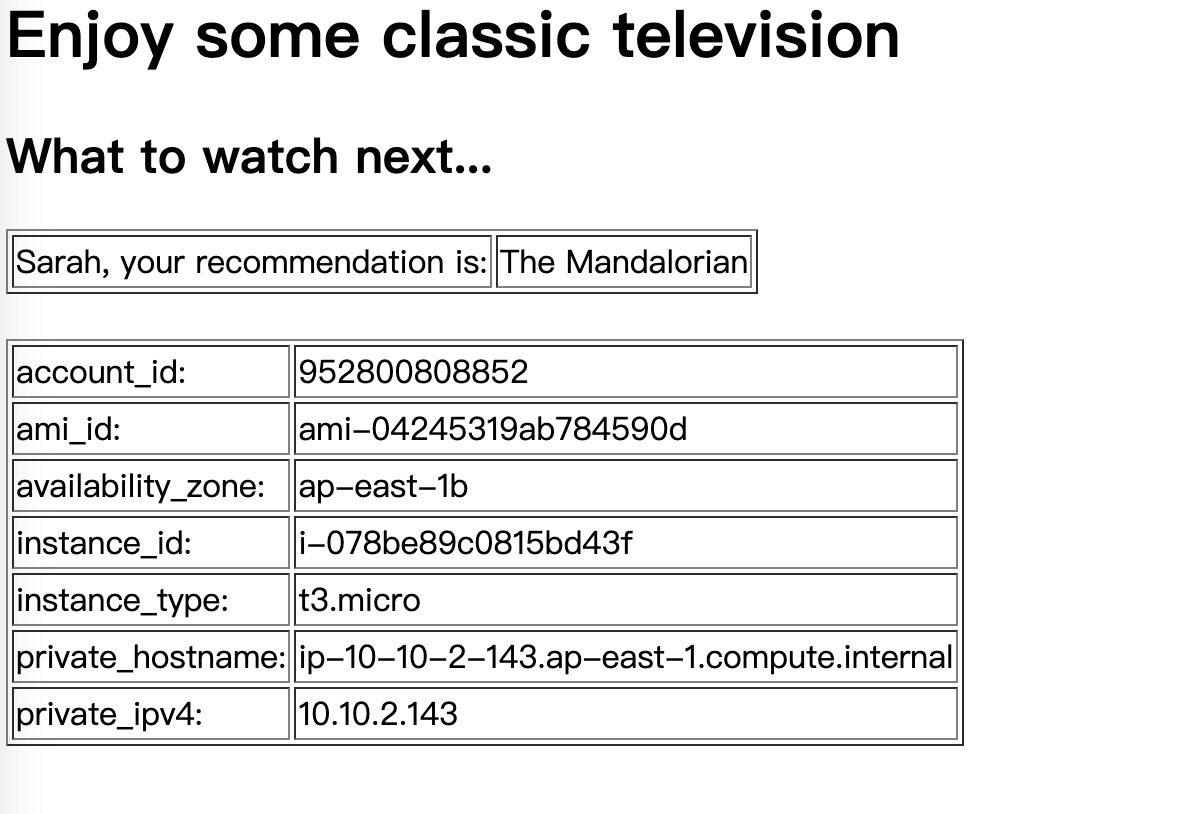 Enjoy some classic television
What to watch next...
Sarah, your recommendation is: The Mandalorian
account_id: 952800808852
ami_id: ami-04245319ab784590d
availability_zone: ap-east-1b
instance_id: i-078be89c0815bd43f
instance_type: t3.micro
private_hostname: ip-10-10-2-143.ap-east-1.compute.internal
private_ipv4: 10.10.2.143